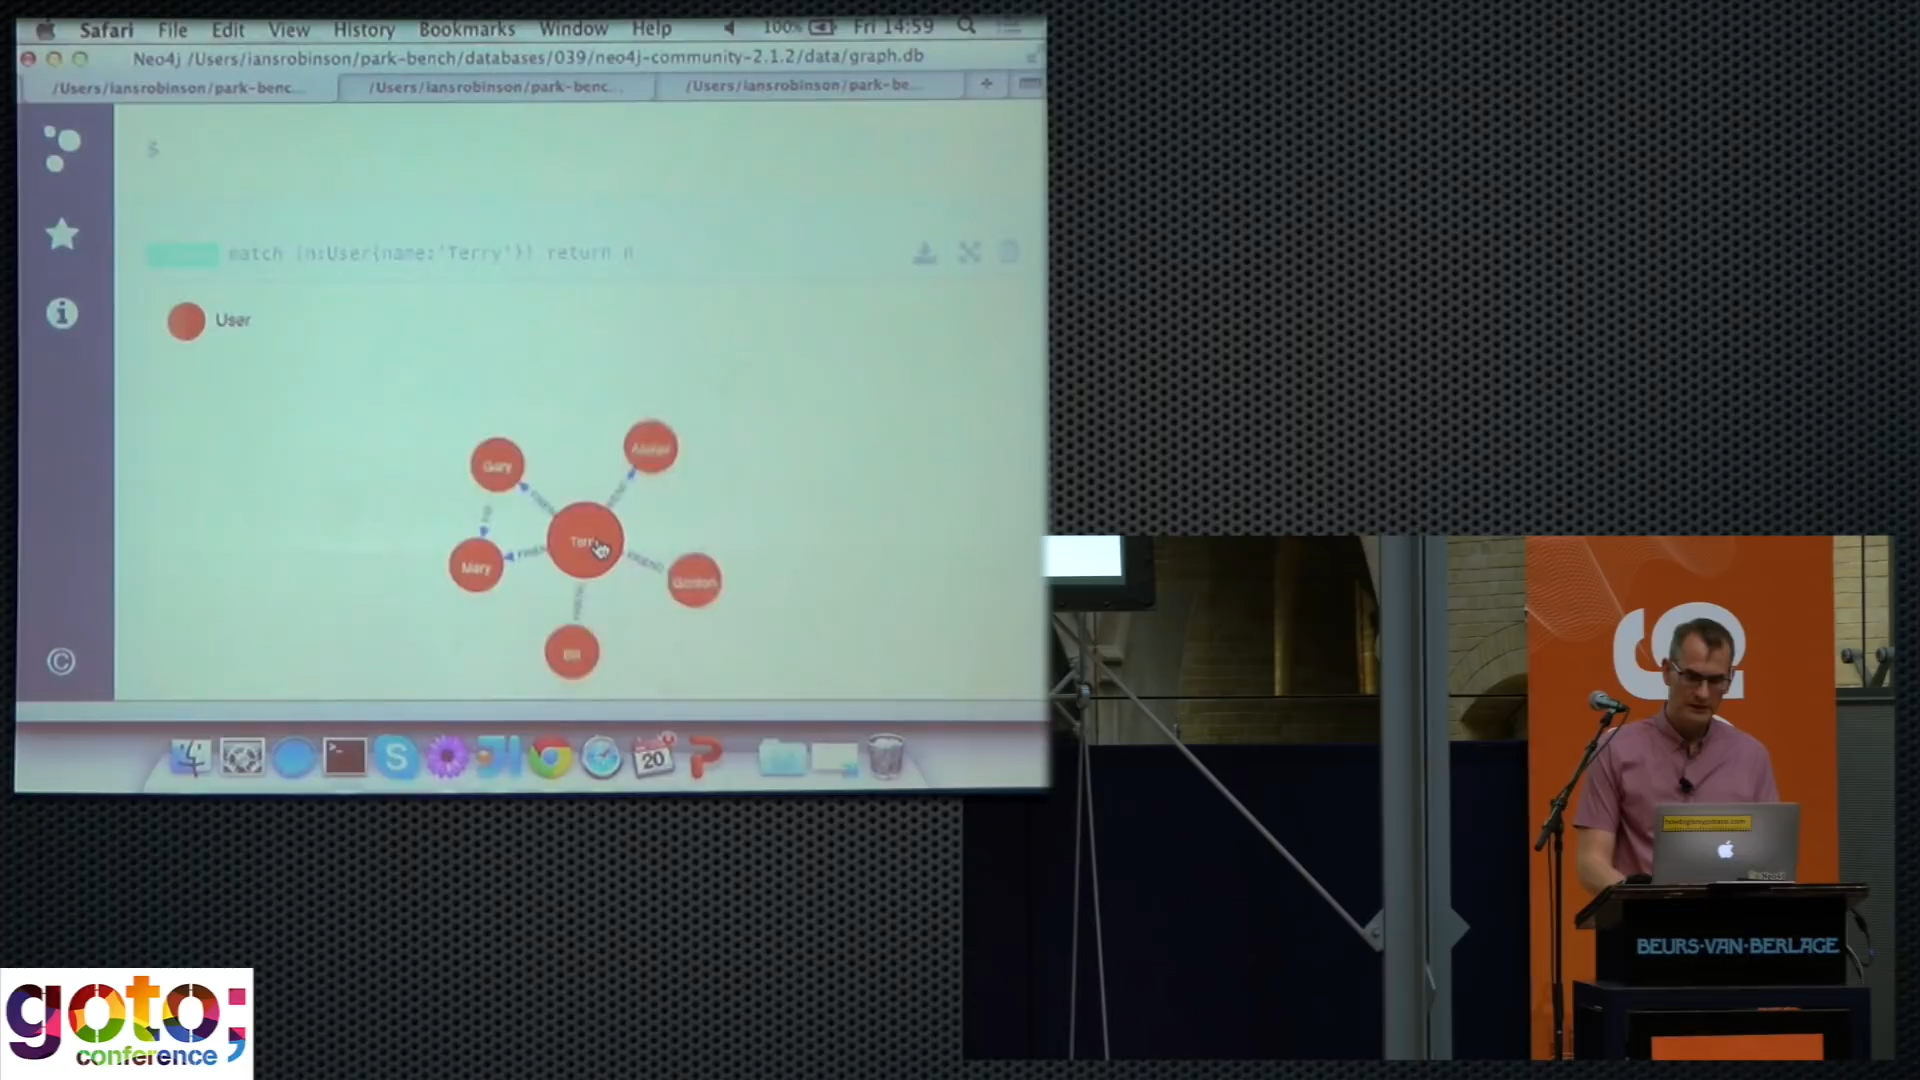 Safari File Edit View History Bookmarks Window Help 100% Fri 14:59
Neo4j /Users/iansrobinson/park-bench/databases/039/neo4j-community-2.1.2/data/graph.db
/Users/iansrobinson/park-benc... /Users/iansrobinson/park-benc... /Users/iansrobinson/park-be...
$
match (n:User{name:'Terry'}) return n
User
Gary
FRIEND
Mary
Gordon
Bill
©
20
BEURS·VAN·BERLAGE
goto;
conference